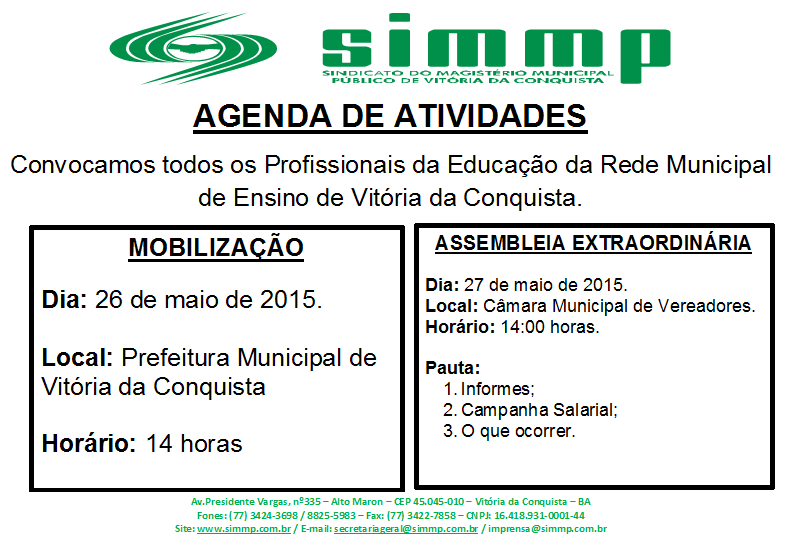 simmp
SINDICATO DO MAGISTÉRIO MUNICIPAL
PÚBLICO DE VITÓRIA DA CONQUISTA
AGENDA DE ATIVIDADES
Convocamos todos os Profissionais da Educação da Rede Municipal
de Ensino de Vitória da Conquista.
MOBILIZAÇÃO
Dia: 26 de maio de 2015.
Local: Prefeitura Municipal de
Vitória da Conquista
Horário: 14 horas
ASSEMBLEIA EXTRAORDINÁRIA
Dia: 27 de maio de 2015.
Local: Câmara Municipal de Vereadores.
Horário: 14:00 horas.
Pauta:
1. Informes;
2. Campanha Salarial;
3. O que ocorrer.
Av.Presidente Vargas, nº335 – Alto Maron – CEP 45.045-010 – Vitória da Conquista – BA
Fones: (77) 3424-3698 / 8825-5983 – Fax: (77) 3422-7858 – CNPJ: 16.418.931-0001-44
Site: www.simmp.com.br / E-mail: secretariageral@simmp.com.br / imprensa@simmp.com.br